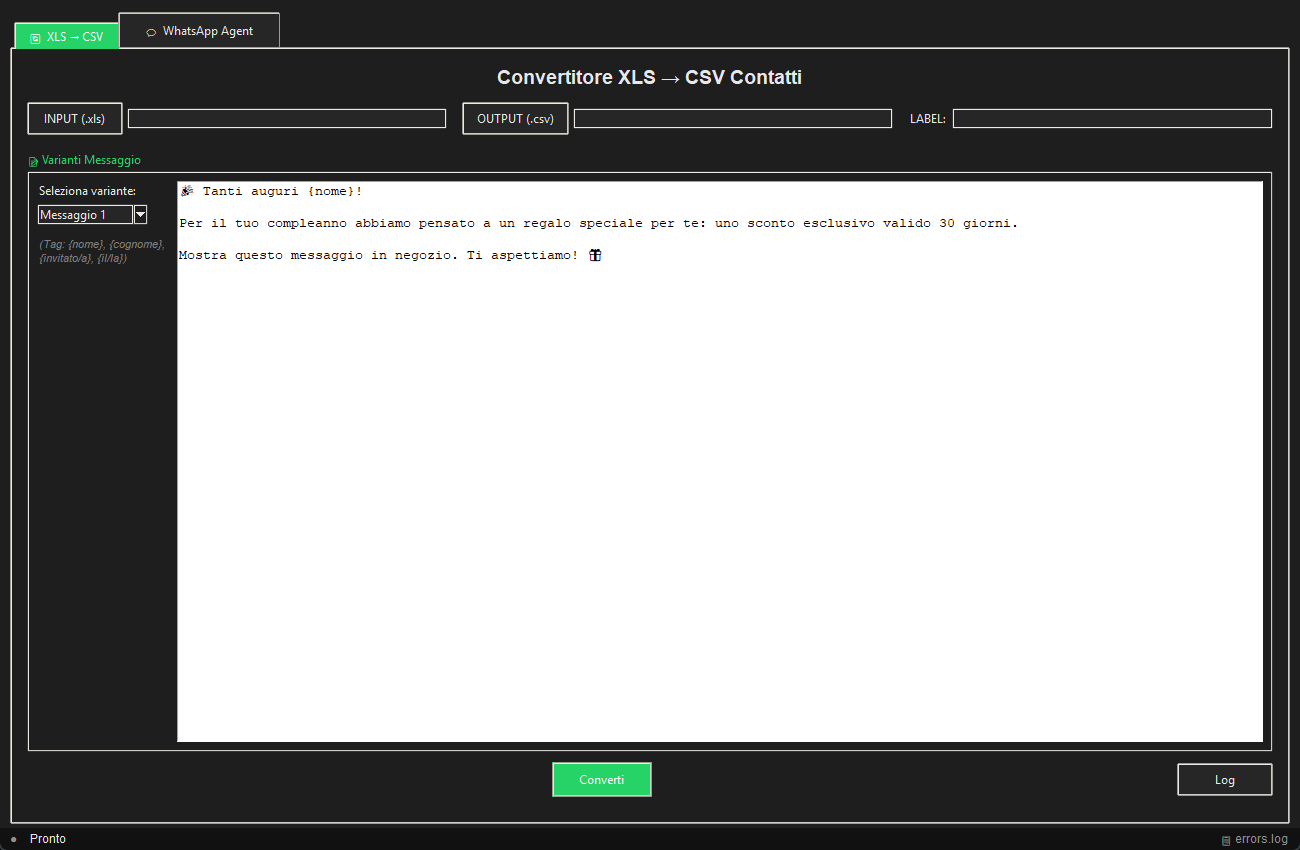 XLS → CSV
WhatsApp Agent
Convertitore XLS → CSV Contatti
INPUT (.xls)
OUTPUT (.csv)
LABEL:
Varianti Messaggio
Seleziona variante:
Messaggio 1
(Tag: {nome}, {cognome},
{invitato/a}, {il/la})
🎉 Tanti auguri {nome}!
Per il tuo compleanno abbiamo pensato a un regalo speciale per te: uno sconto esclusivo valido 30 giorni.
Mostra questo messaggio in negozio. Ti aspettiamo! 🎁
Converti
Log
Pronto
errors.log